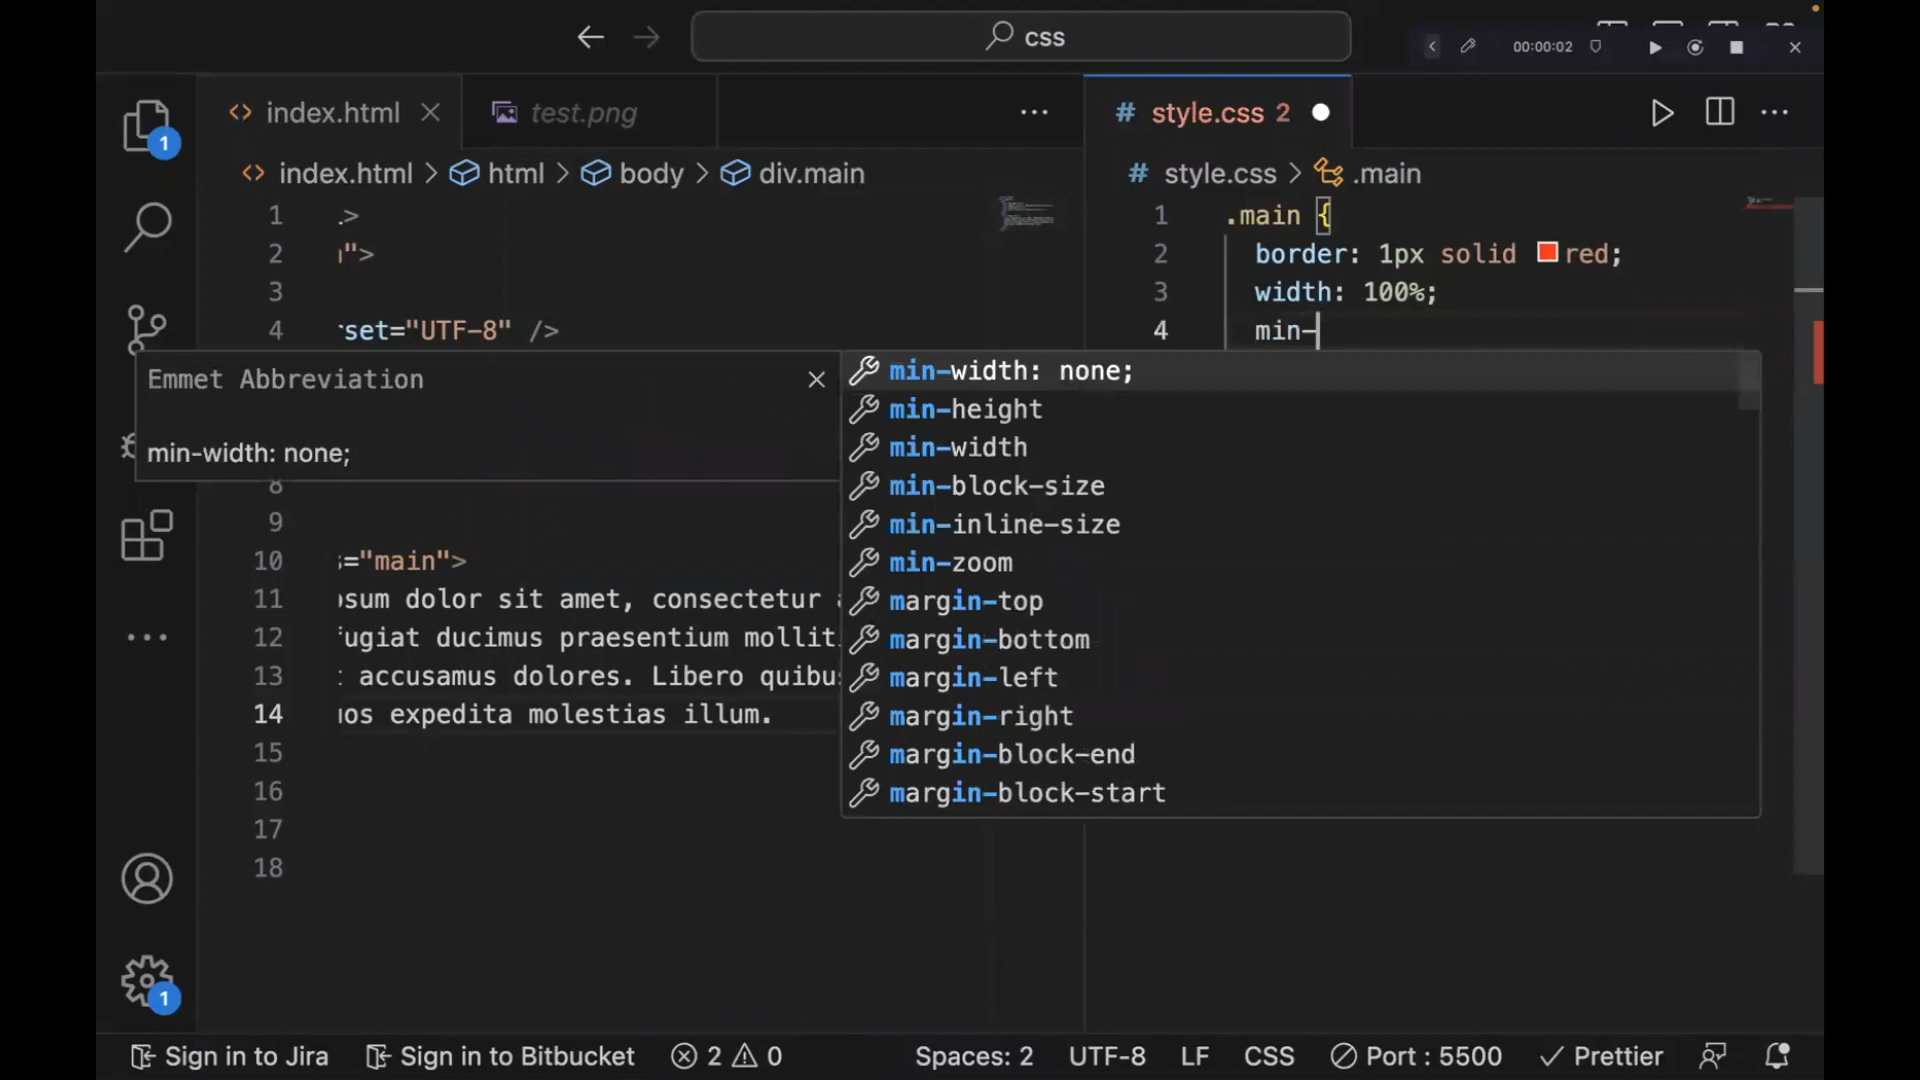 css
00:00:02
index.html
test.png
style.css 2
index.html > html > body > div.main
style.css > .main
1
1 .>
2 ">
3
4 set="UTF-8" />
8
9
10 ="main">
11 sum dolor sit amet, consectetur
12 fugiat ducimus praesentium mollit
13 accusamus dolores. Libero quibu
14 os expedita molestias illum.
15
16
17
18
1 .main {
2 border: 1px solid red;
3 width: 100%;
4 min-
Emmet Abbreviation
min-width: none;
min-width: none;
min-height
min-width
min-block-size
min-inline-size
min-zoom
margin-top
margin-bottom
margin-left
margin-right
margin-block-end
margin-block-start
1
Sign in to Jira
Sign in to Bitbucket
2
0
Spaces: 2
UTF-8
LF
CSS
Port : 5500
Prettier